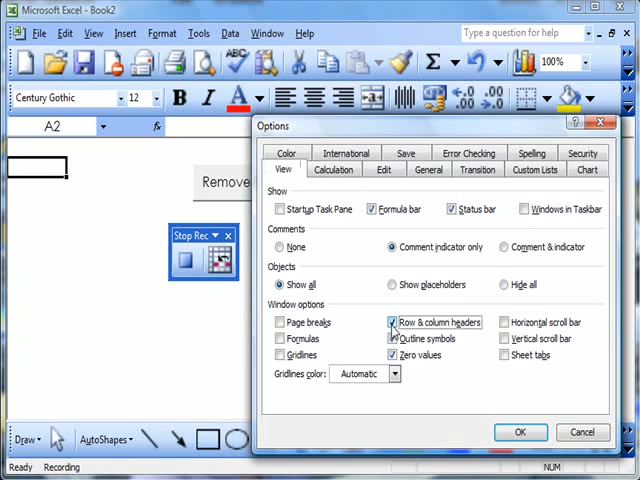 Microsoft Excel - Book2
File Edit View Insert Format Tools Data Window Help Type a question for help
ABC Σ 100%
Century Gothic 12 B I A a .00 .0
A2 fx
Options
Color International Save Error Checking Spelling Security
View Calculation Edit General Transition Custom Lists Chart
Show
Startup Task Pane Formula bar Status bar Windows in Taskbar
Comments
None Comment indicator only Comment & indicator
Objects
Show all Show placeholders Hide all
Window options
Page breaks Row & column headers Horizontal scroll bar
Formulas Outline symbols Vertical scroll bar
Gridlines Zero values Sheet tabs
Gridlines color: Automatic
OK Cancel
Remove
Stop Rec
Draw AutoShapes
Ready Recording NUM